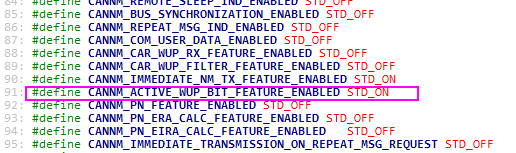 84: #define CANNM_REMOTE_SLEEP_IND_ENABLED STD_OFF
85: #define CANNM_BUS_SYNCHRONIZATION_ENABLED STD_OFF
86: #define CANNM_REPEAT_MSG_IND_ENABLED STD_OFF
87: #define CANNM_COM_USER_DATA_ENABLED STD_OFF
88: #define CANNM_CAR_WUP_RX_FEATURE_ENABLED STD_OFF
89: #define CANNM_CAR_WUP_FILTER_FEATURE_ENABLED STD_OFF
90: #define CANNM_IMMEDIATE_NM_TX_FEATURE_ENABLED STD_ON
91: #define CANNM_ACTIVE_WUP_BIT_FEATURE_ENABLED STD_ON
92: #define CANNM_PN_FEATURE_ENABLED STD_OFF
93: #define CANNM_PN_ERA_CALC_FEATURE_ENABLED STD_OFF
94: #define CANNM_PN_EIRA_CALC_FEATURE_ENABLED   STD_OFF
95: #define CANNM_IMMEDIATE_TRANSMISSION_ON_REPEAT_MSG_REQUEST STD_OFF